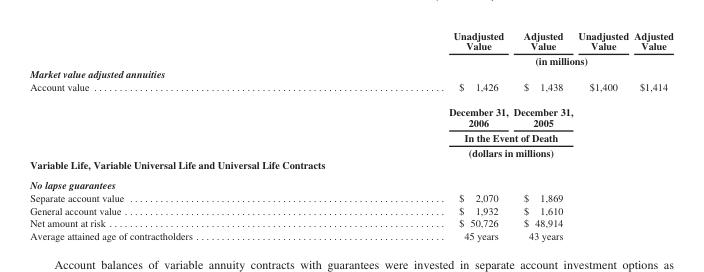 Unadjusted Adjusted Unadjusted Adjusted
Value Value Value Value
(in millions)
Market value adjusted annuities
Account value . . . . . . . . . . . . . . . . . . . . . . . . . . . . . . . . . . . . . . . . . . . . . . . . . . . . . . . . . . . . . . . . . . . . . . $ 1,426 $ 1,438 $1,400 $1,414
December 31, December 31,
2006 2005
In the Event of Death
(dollars in millions)
Variable Life, Variable Universal Life and Universal Life Contracts
No lapse guarantees
Separate account value . . . . . . . . . . . . . . . . . . . . . . . . . . . . . . . . . . . . . . . . . . . . . . . . . . . . . . . . . . . . . . . $ 2,070 $ 1,869
General account value . . . . . . . . . . . . . . . . . . . . . . . . . . . . . . . . . . . . . . . . . . . . . . . . . . . . . . . . . . . . . . . . $ 1,932 $ 1,610
Net amount at risk . . . . . . . . . . . . . . . . . . . . . . . . . . . . . . . . . . . . . . . . . . . . . . . . . . . . . . . . . . . . . . . . . . . $ 50,726 $ 48,914
Average attained age of contractholders . . . . . . . . . . . . . . . . . . . . . . . . . . . . . . . . . . . . . . . . . . . . . . . . . 45 years 43 years
Account balances of variable annuity contracts with guarantees were invested in separate account investment options as